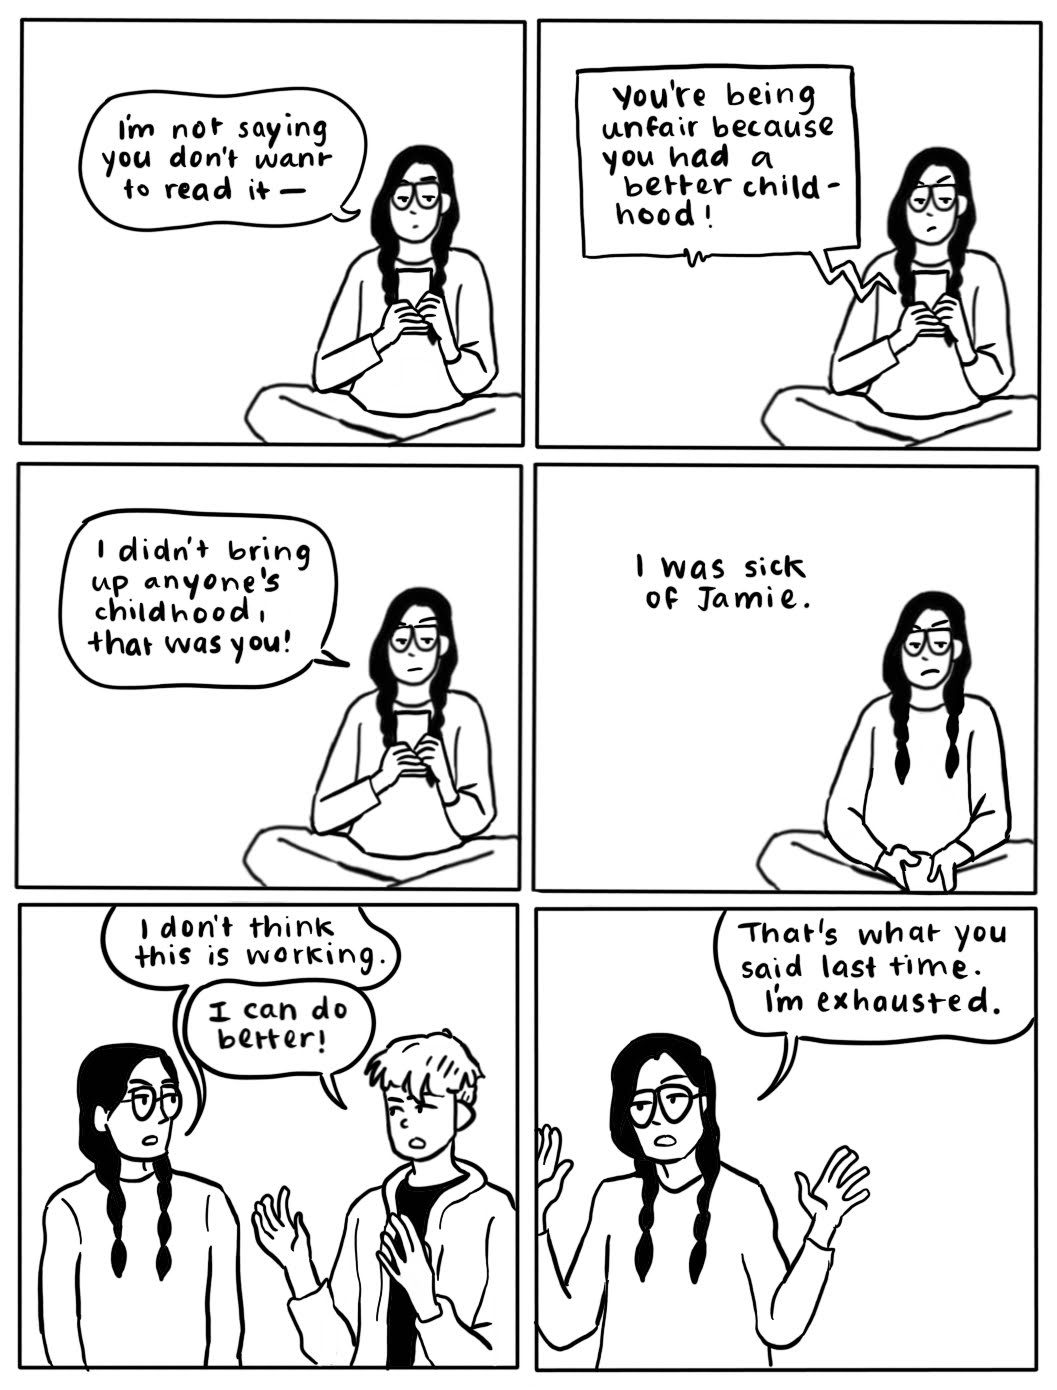 I'm not saying
you don't want
to read it —
You're being
unfair because
you had a
better child-
hood!
I didn't bring
up anyone's
childhood,
that was you!
I was sick
of Jamie.
I don't think
this is working.
I can do
better!
That's what you
said last time.
I'm exhausted.